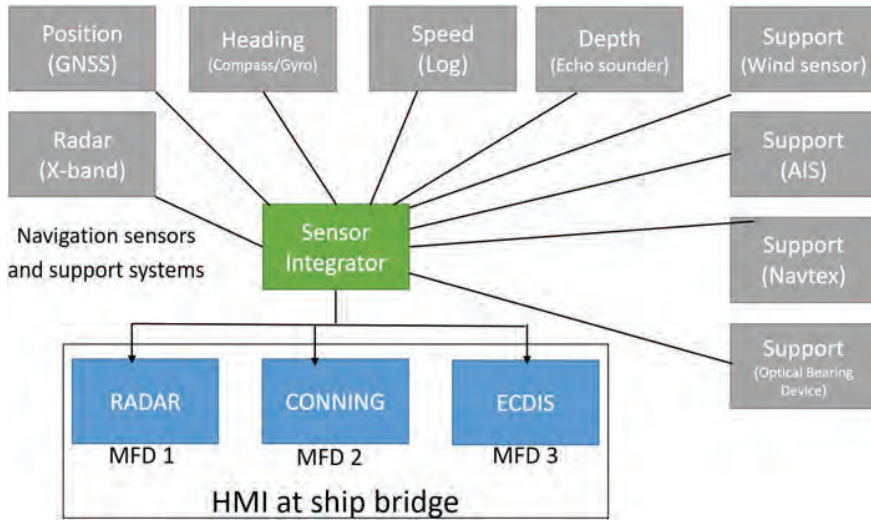 Position
(GNSS)
Heading
(Compass/Gyro)
Speed
(Log)
Depth
(Echo sounder)
Support
(Wind sensor)
Radar
(X-band)
Support
(AIS)
Sensor
Integrator
Navigation sensors
and support systems
Support
(Navtex)
Support
(Optical Bearing
Device)
RADAR
CONNING
ECDIS
MFD 1
MFD 2
MFD 3
HMI at ship bridge